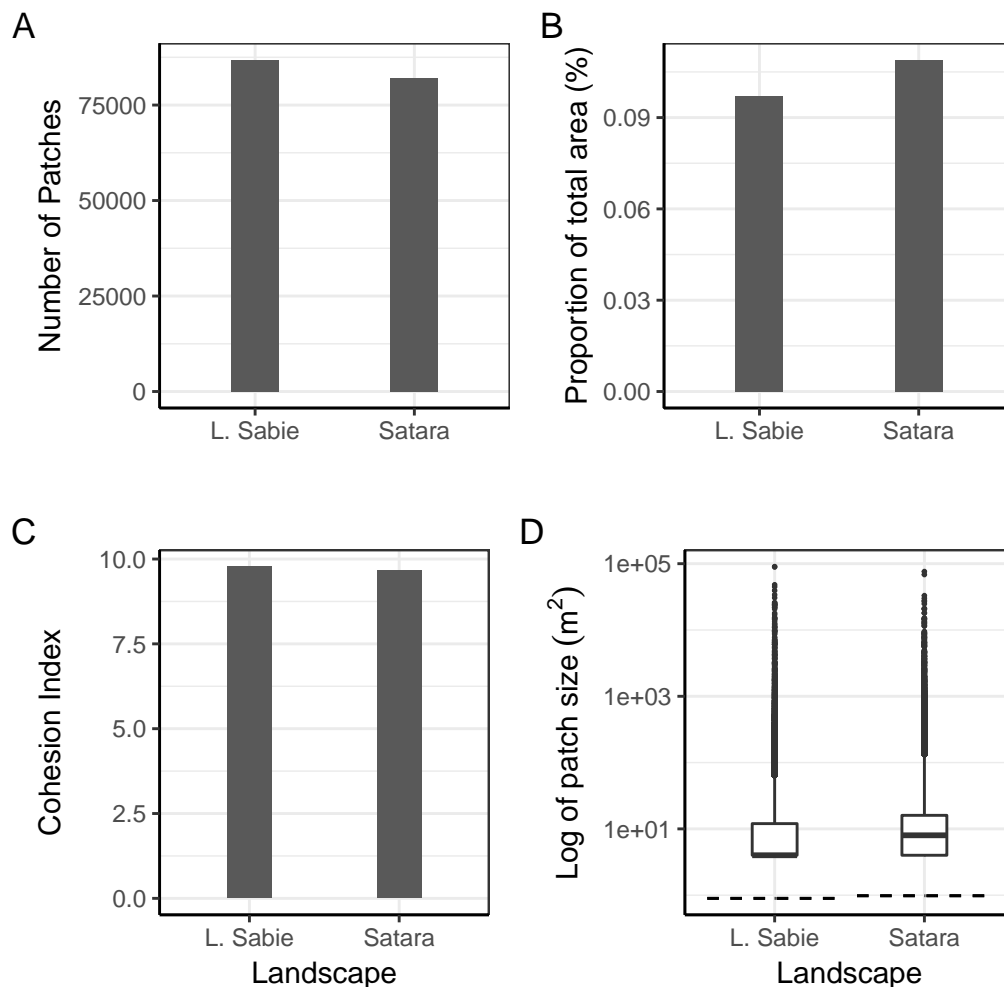 A
Number of Patches
75000
50000
25000
0
L. Sabie
Satara
B
Proportion of total area (%)
0.09
0.06
0.03
0.00
L. Sabie
Satara
C
Cohesion Index
10.0
7.5
5.0
2.5
0.0
L. Sabie
Satara
Landscape
D
Log of patch size (m²)
1e+05
1e+03
1e+01
L. Sabie
Satara
Landscape